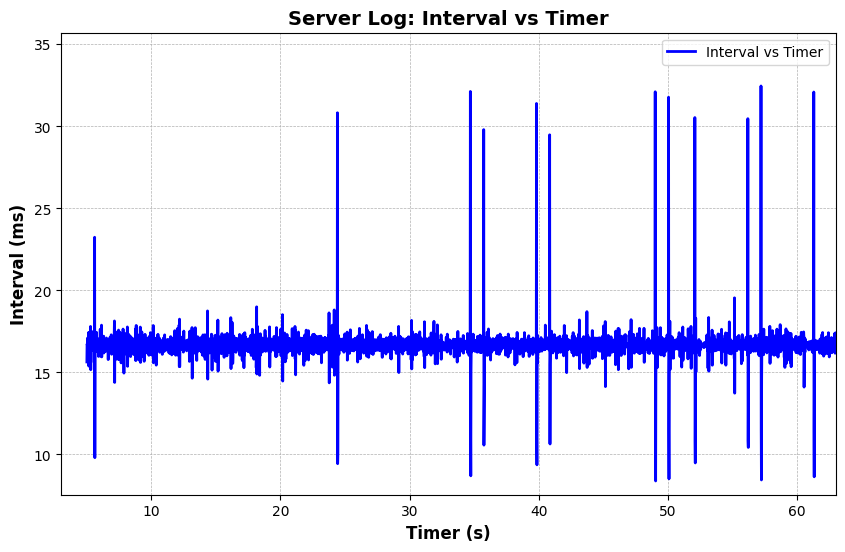 Server Log: Interval vs Timer
Interval vs Timer
35
30
25
20
15
10
Interval (ms)
10 20 30 40 50 60
Timer (s)